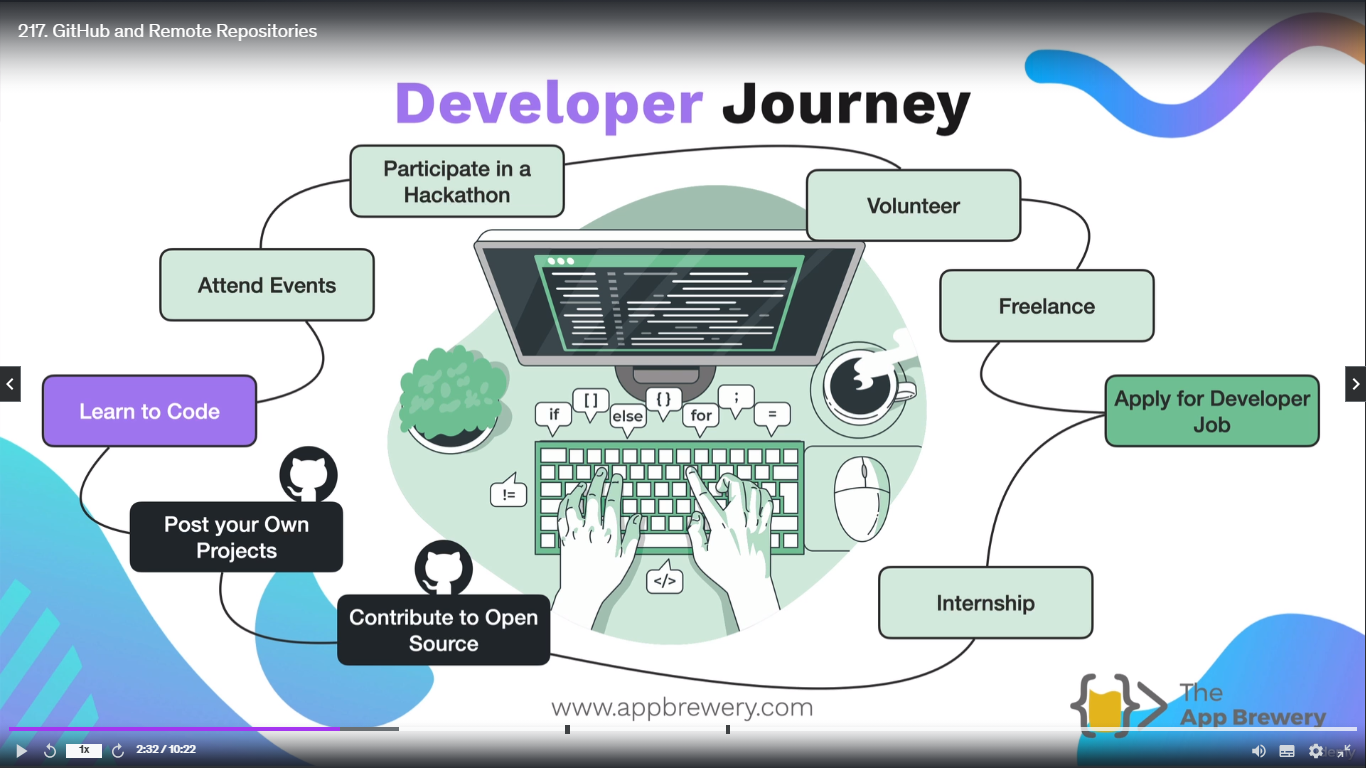 217. GitHub and Remote Repositories
Developer Journey
Participate in a
Hackathon
Volunteer
Attend Events
Freelance
Learn to Code
Apply for Developer
Job
if
[ ]
else
{ }
for
;
=
!=
</>
Post your Own
Projects
Contribute to Open
Source
Internship
www.appbrewery.com
The
App Brewery
1x
2:32 / 10:22